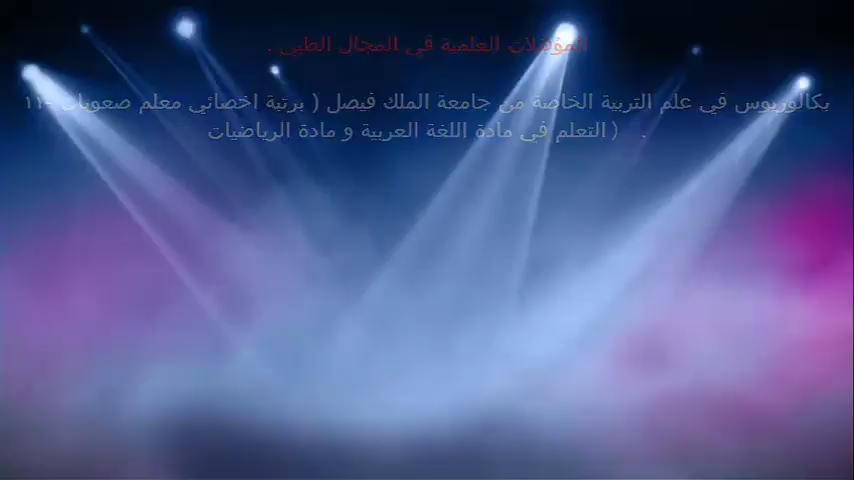 المؤهلات العلمية في المجال الطبي .
١١- بكالوريوس في علم التربية الخاصة من جامعة الملك فيصل ( برتبة اخصائي معلم صعوبات
التعلم في مادة اللغة العربية و مادة الرياضيات ) .